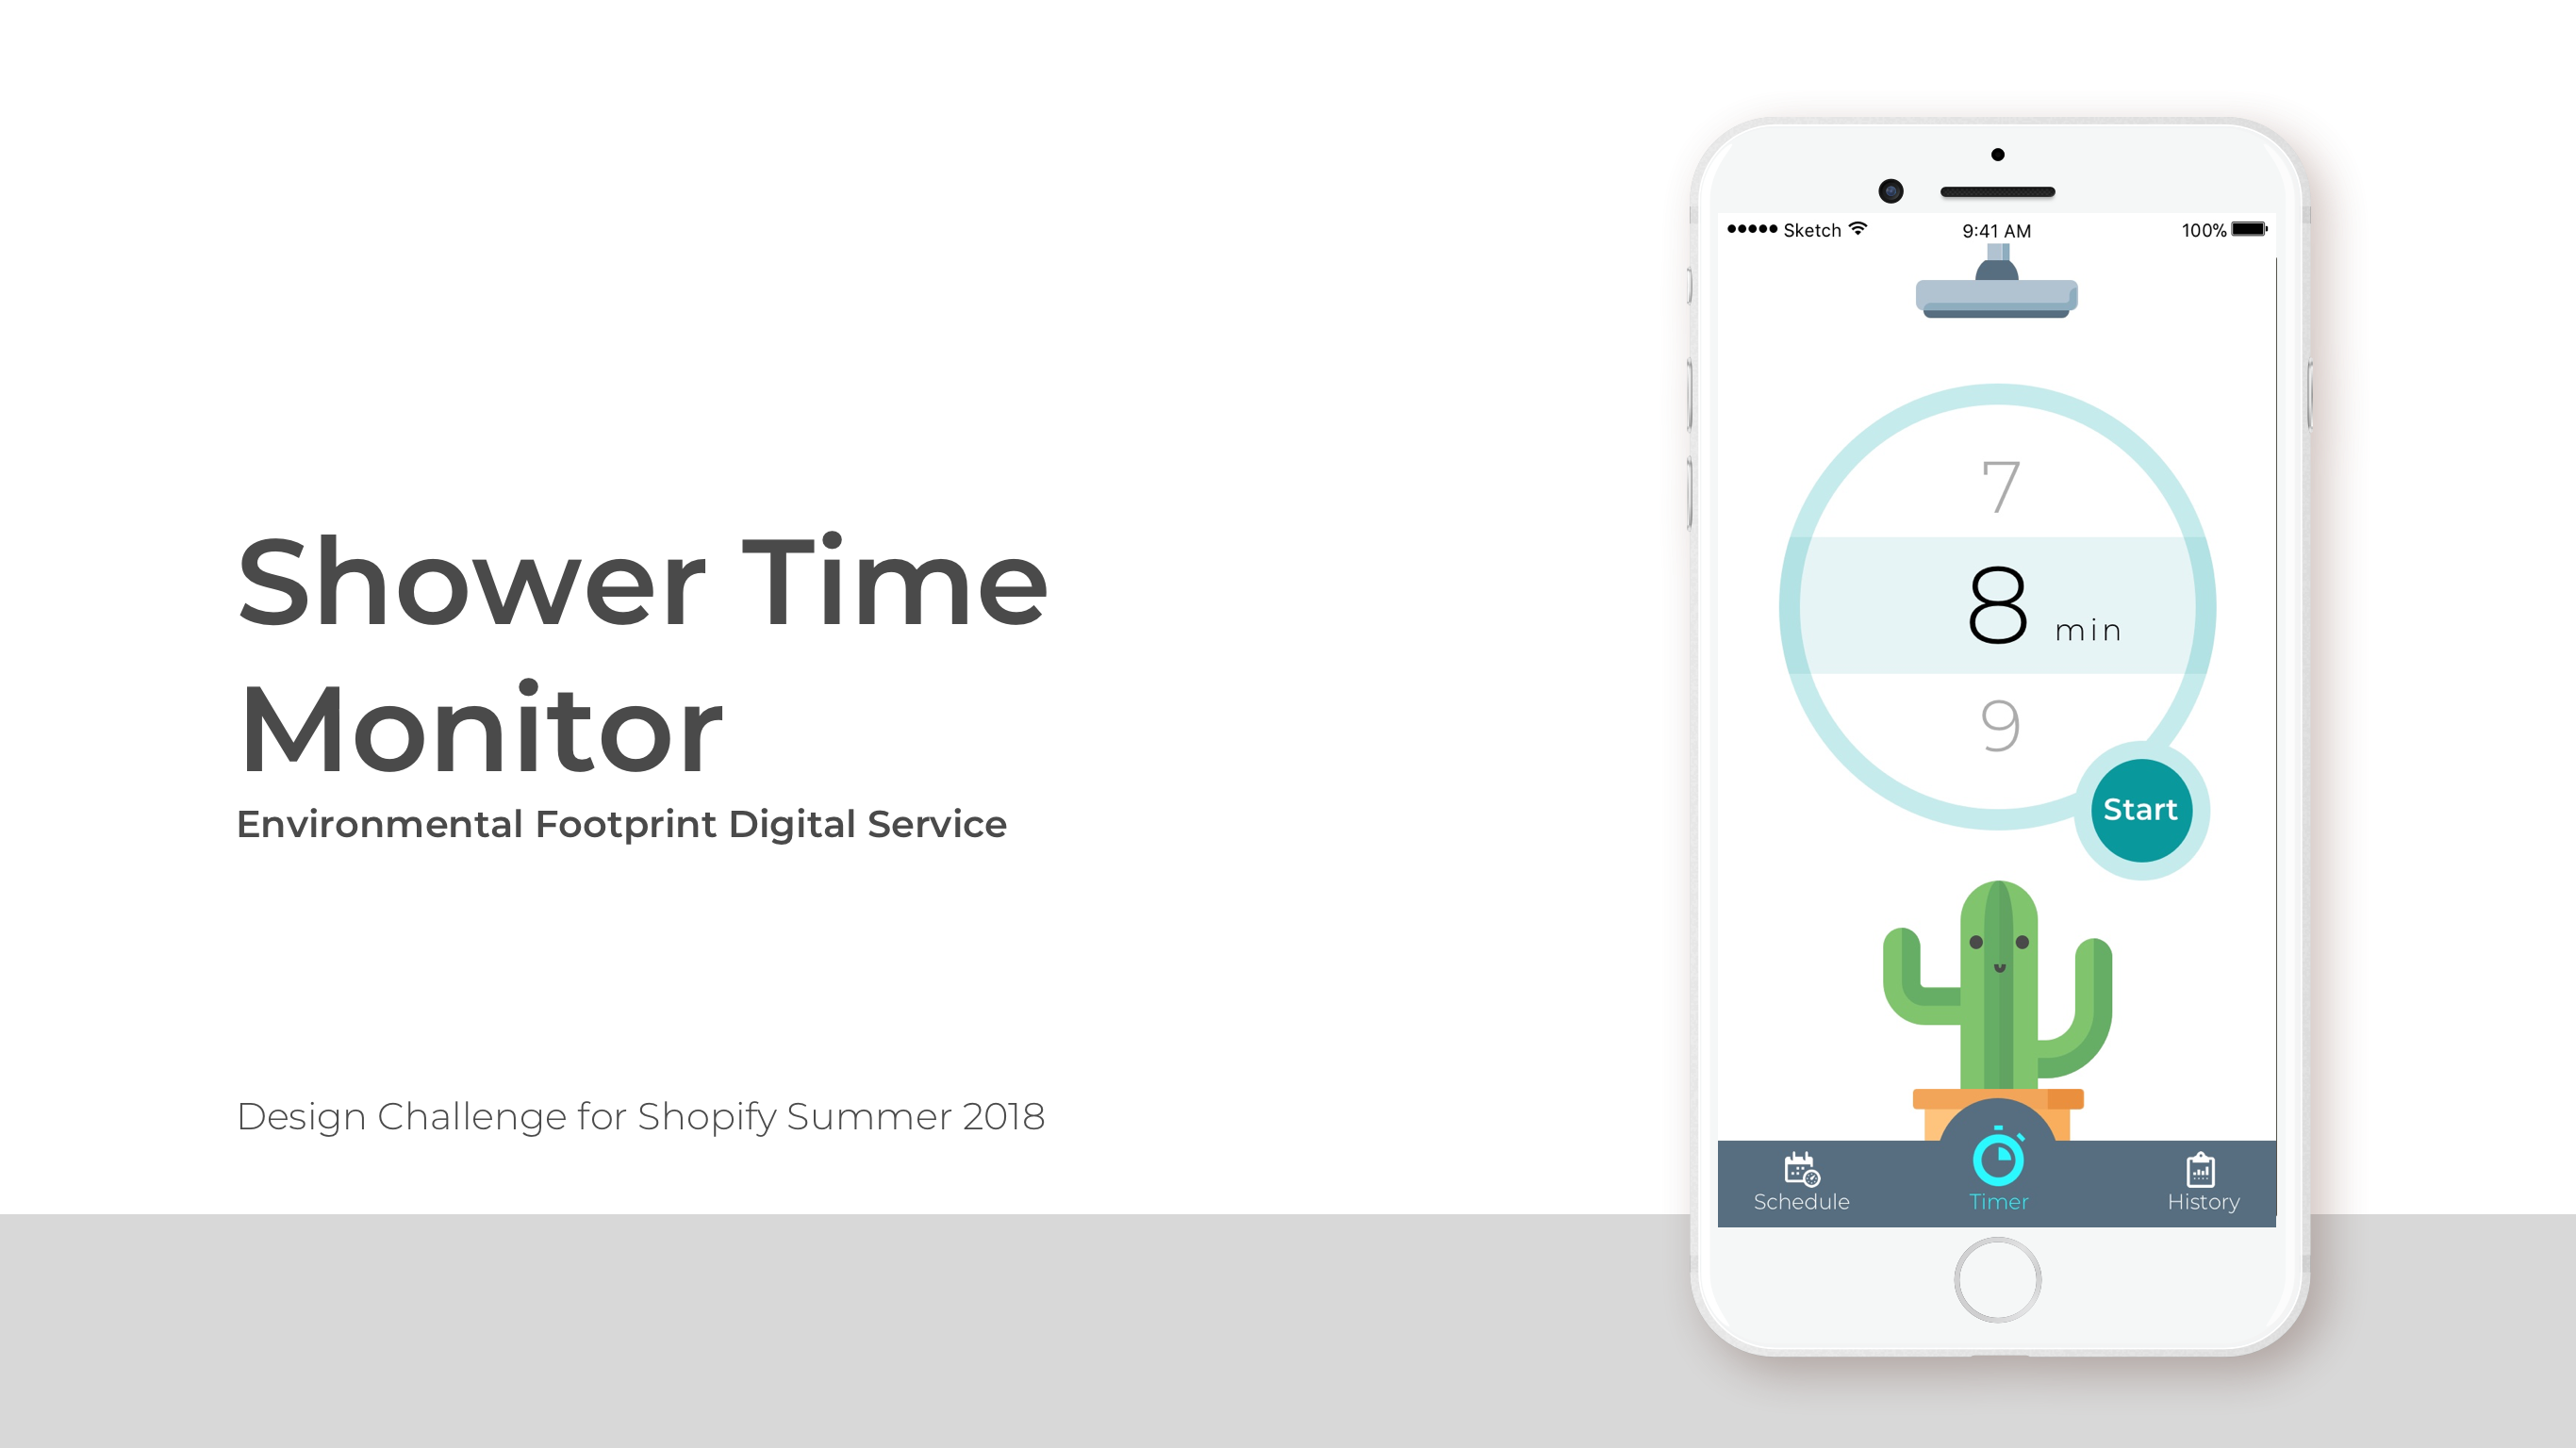 Shower Time
Monitor
Environmental Footprint Digital Service
Design Challenge for Shopify Summer 2018
Sketch 9:41 AM 100%
7
8 min
9
Start
Schedule Timer History